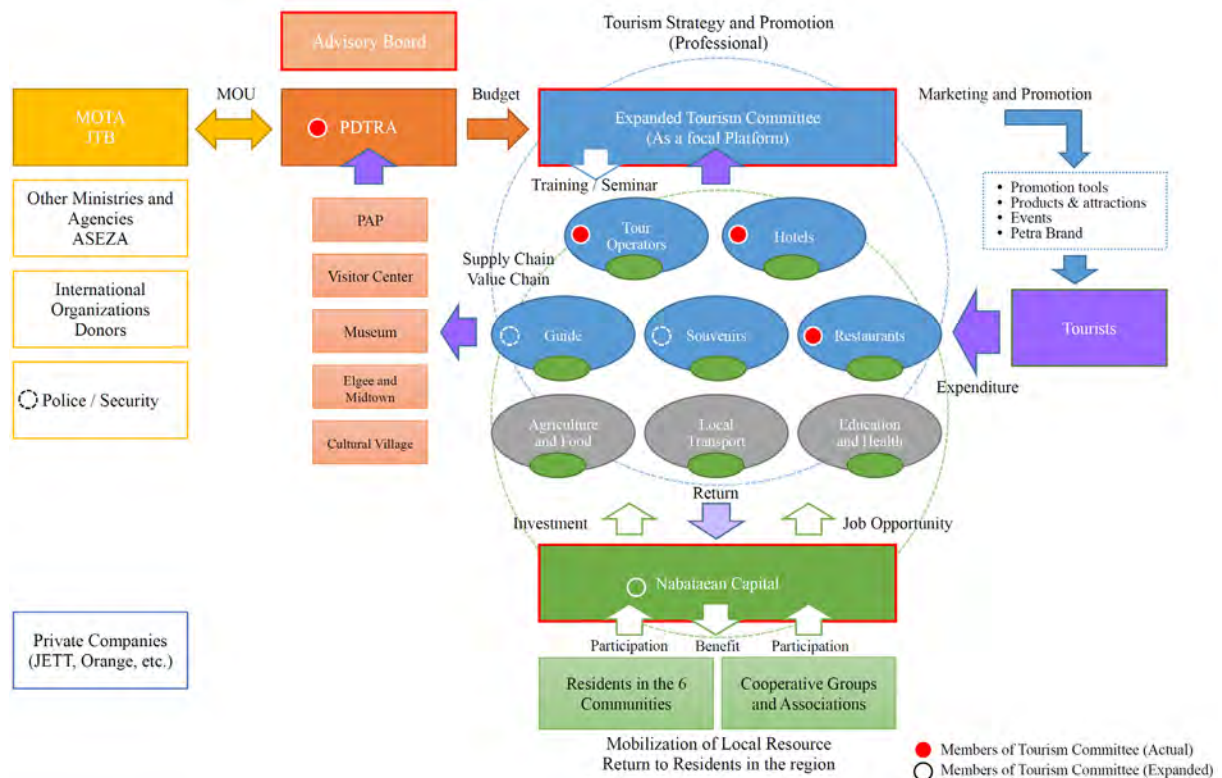 Advisory Board
Tourism Strategy and Promotion
(Professional)
MOTA
JTB
MOU
PDTRA
Budget
Expanded Tourism Committee
(As a focal Platform)
Marketing and Promotion
Training / Seminar
• Promotion tools
• Products & attractions
• Events
• Petra Brand
Other Ministries and
Agencies
ASEZA
PAP
Visitor Center
Museum
Elgee and
Midtown
Cultural Village
International
Organizations
Donors
Police / Security
Tour
Operators
Hotels
Supply Chain
Value Chain
Guide
Souvenirs
Restaurants
Tourists
Expenditure
Agriculture
and Food
Local
Transport
Education
and Health
Return
Investment
Job Opportunity
Nabataean Capital
Participation
Benefit
Participation
Private Companies
(JETT, Orange, etc.)
Residents in the 6
Communities
Cooperative Groups
and Associations
Mobilization of Local Resource
Return to Residents in the region
Members of Tourism Committee (Actual)
Members of Tourism Committee (Expanded)